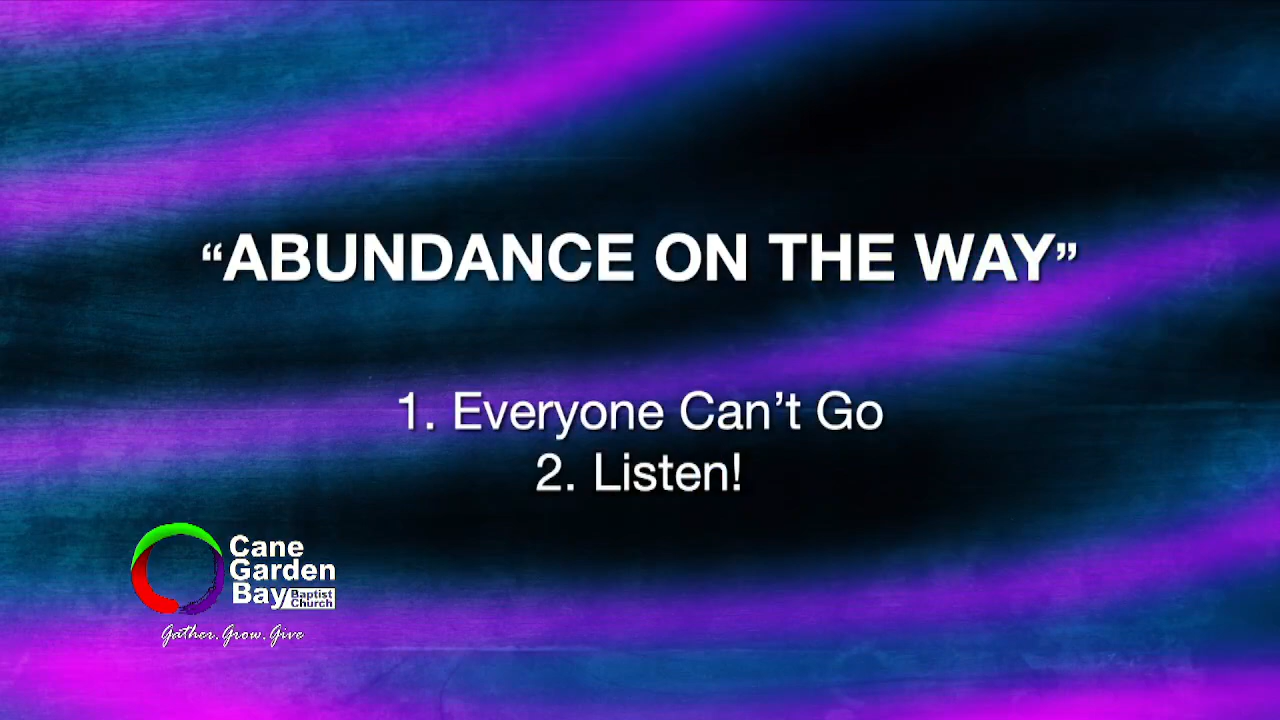 “ABUNDANCE ON THE WAY”
1. Everyone Can’t Go
2. Listen!
Cane
Garden
Bay Baptist Church
Gather. Grow. Give